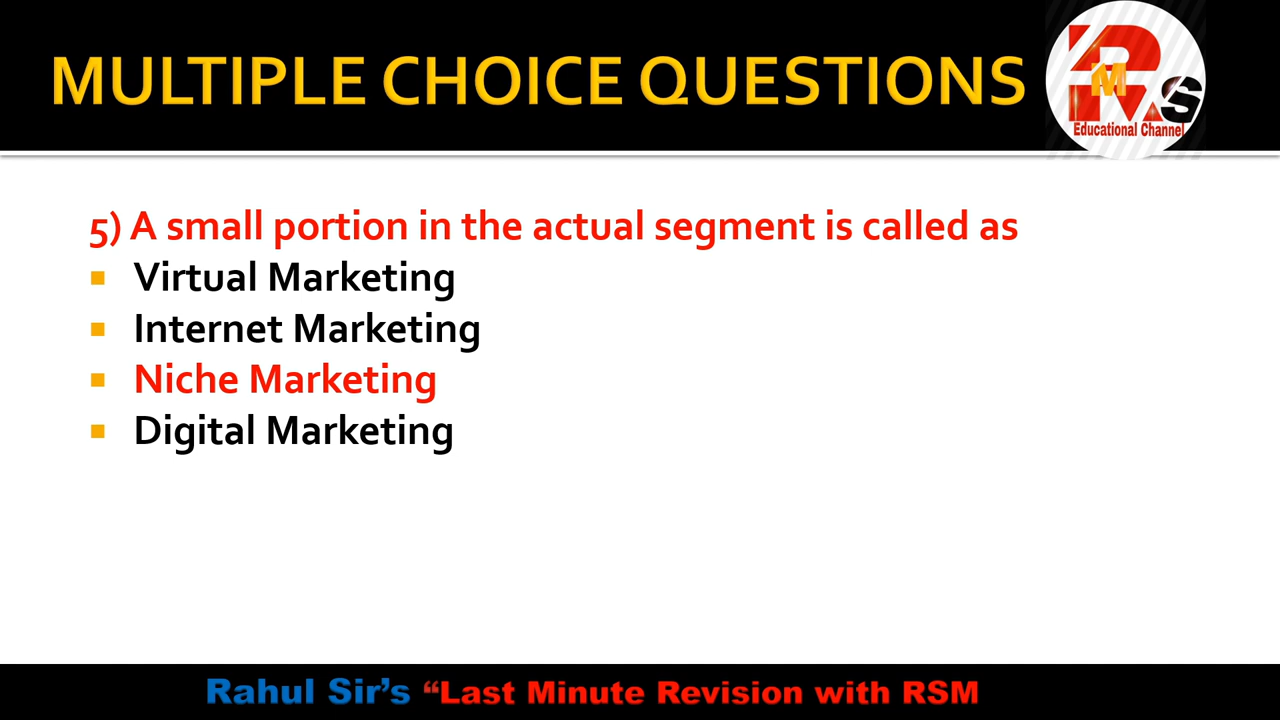 MULTIPLE CHOICE QUESTIONS
RMS
Educational Channel
5) A small portion in the actual segment is called as
Virtual Marketing
Internet Marketing
Niche Marketing
Digital Marketing
Rahul Sir's "Last Minute Revision with RSM